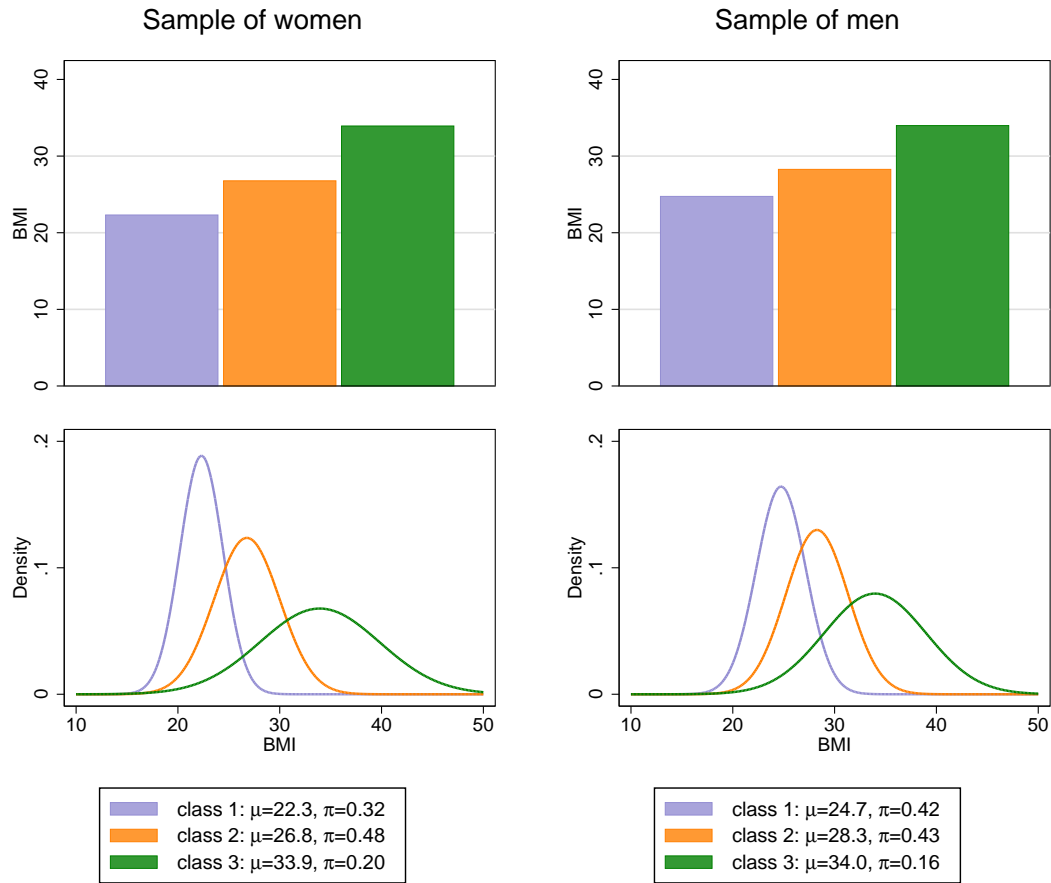 Sample of women
BMI
40
30
20
10
0
Density
.2
.1
0
10 20 30 40 50
BMI
class 1: μ=22.3, π=0.32
class 2: μ=26.8, π=0.48
class 3: μ=33.9, π=0.20
Sample of men
BMI
40
30
20
10
0
Density
.2
.1
0
10 20 30 40 50
BMI
class 1: μ=24.7, π=0.42
class 2: μ=28.3, π=0.43
class 3: μ=34.0, π=0.16